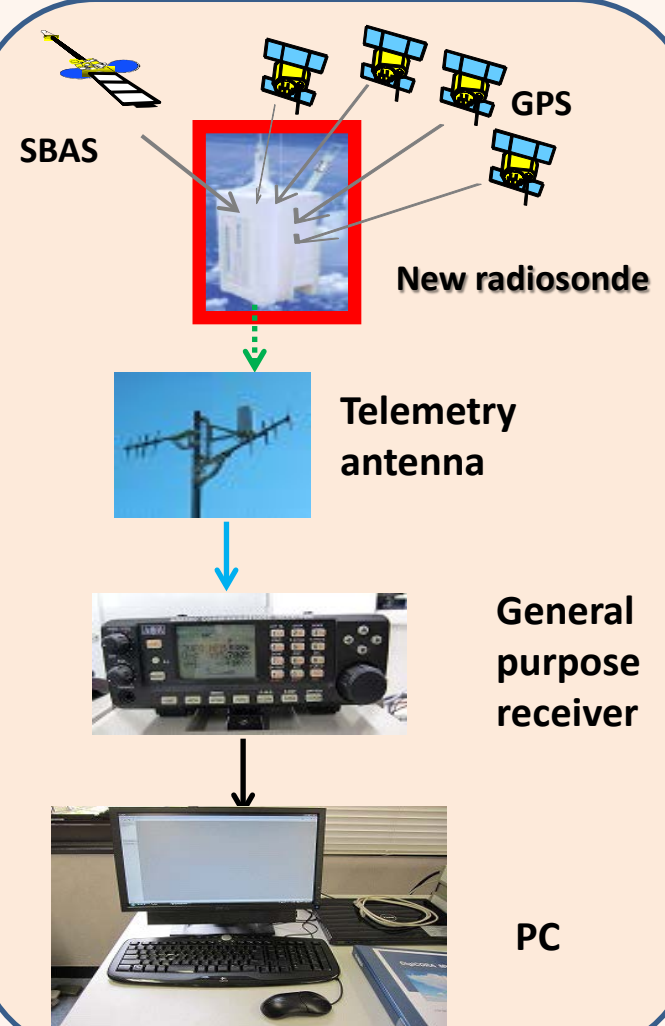 SBAS
GPS
New radiosonde
Telemetry
antenna
General
purpose
receiver
PC